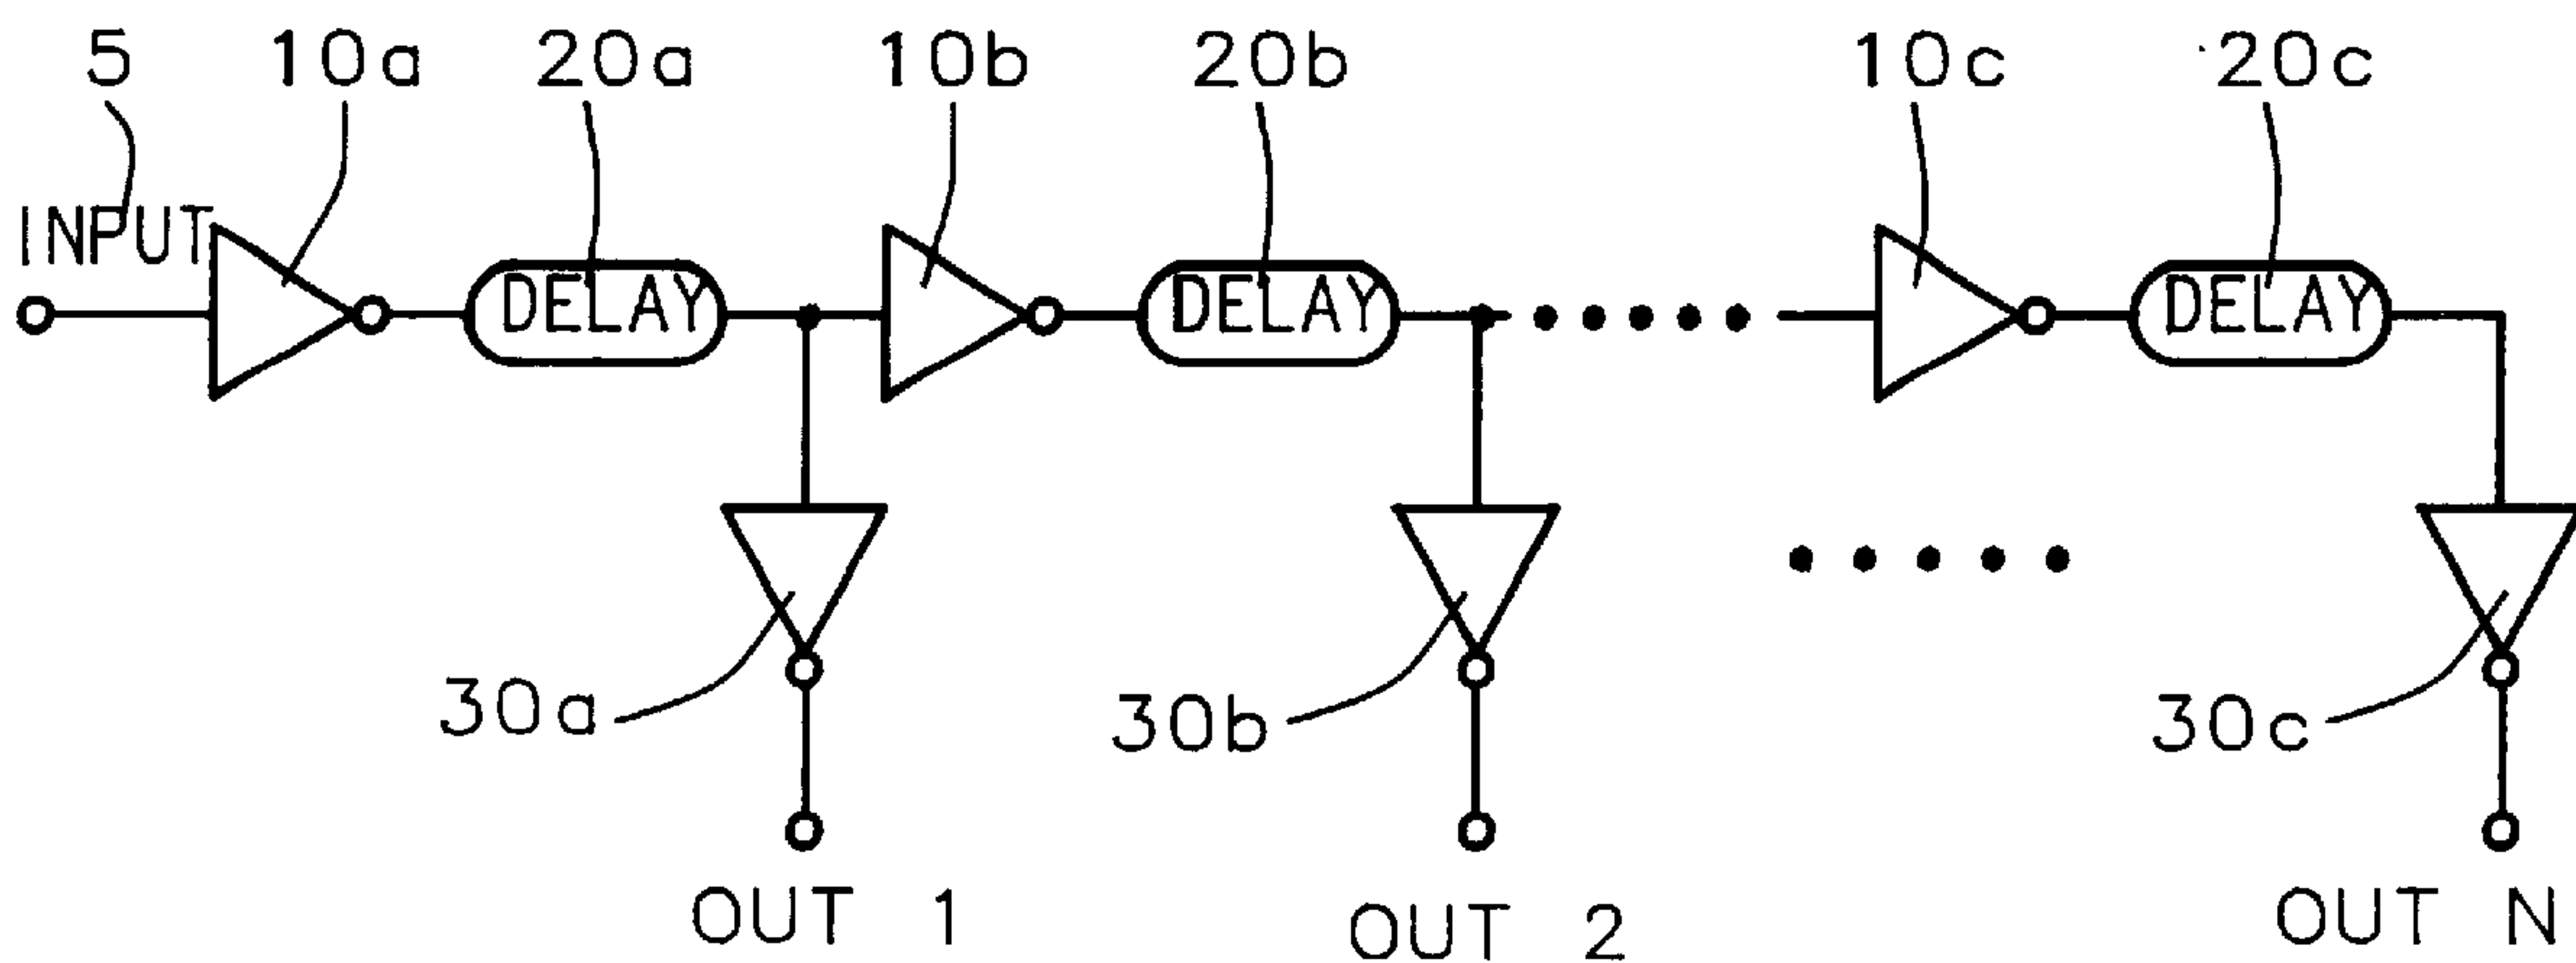 5 10a 20a 10b 20b 10c 20c
INPUT
DELAY DELAY DELAY
30a 30b 30c
OUT 1 OUT 2 OUT N